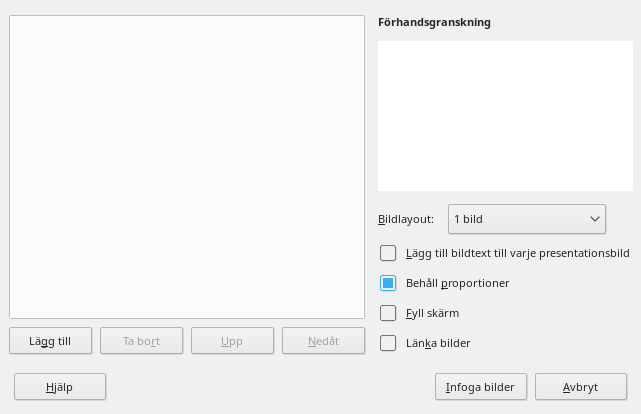 Förhandsgranskning
Bildlayout: 1 bild
Lägg till bildtext till varje presentationsbild
Behåll proportioner
Fyll skärm
Länka bilder
Lägg till Ta bort Upp Nedåt
Hjälp Infoga bilder Avbryt